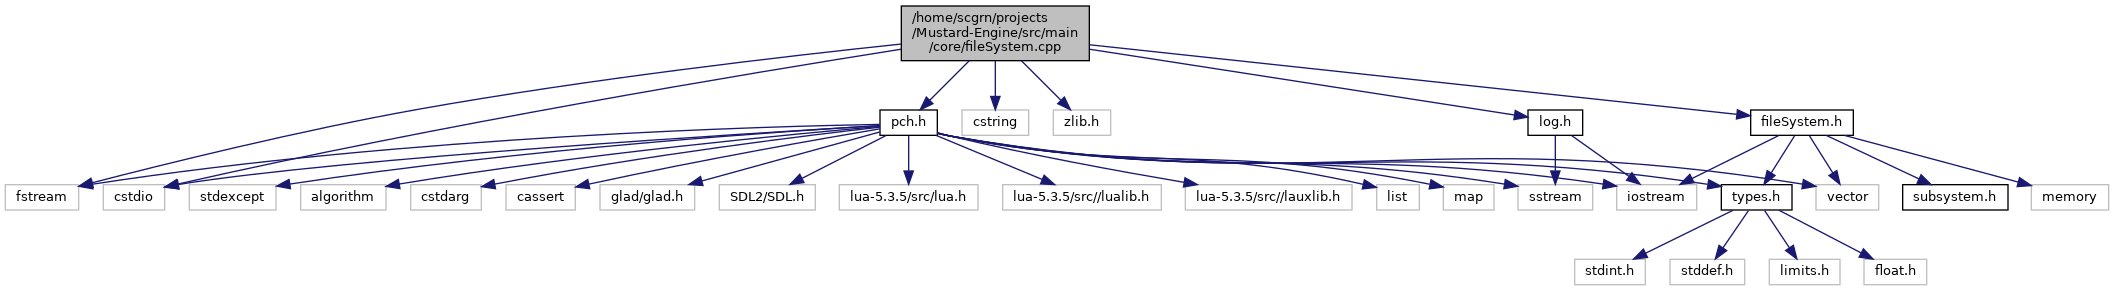 /home/scgrn/projects
/Mustard-Engine/src/main
/core/fileSystem.cpp
pch.h
cstring
zlib.h
log.h
fileSystem.h
fstream
cstdio
stdexcept
algorithm
cstdarg
cassert
glad/glad.h
SDL2/SDL.h
lua-5.3.5/src/lua.h
lua-5.3.5/src//lualib.h
lua-5.3.5/src//lauxlib.h
list
map
sstream
iostream
types.h
vector
subsystem.h
memory
stdint.h
stddef.h
limits.h
float.h